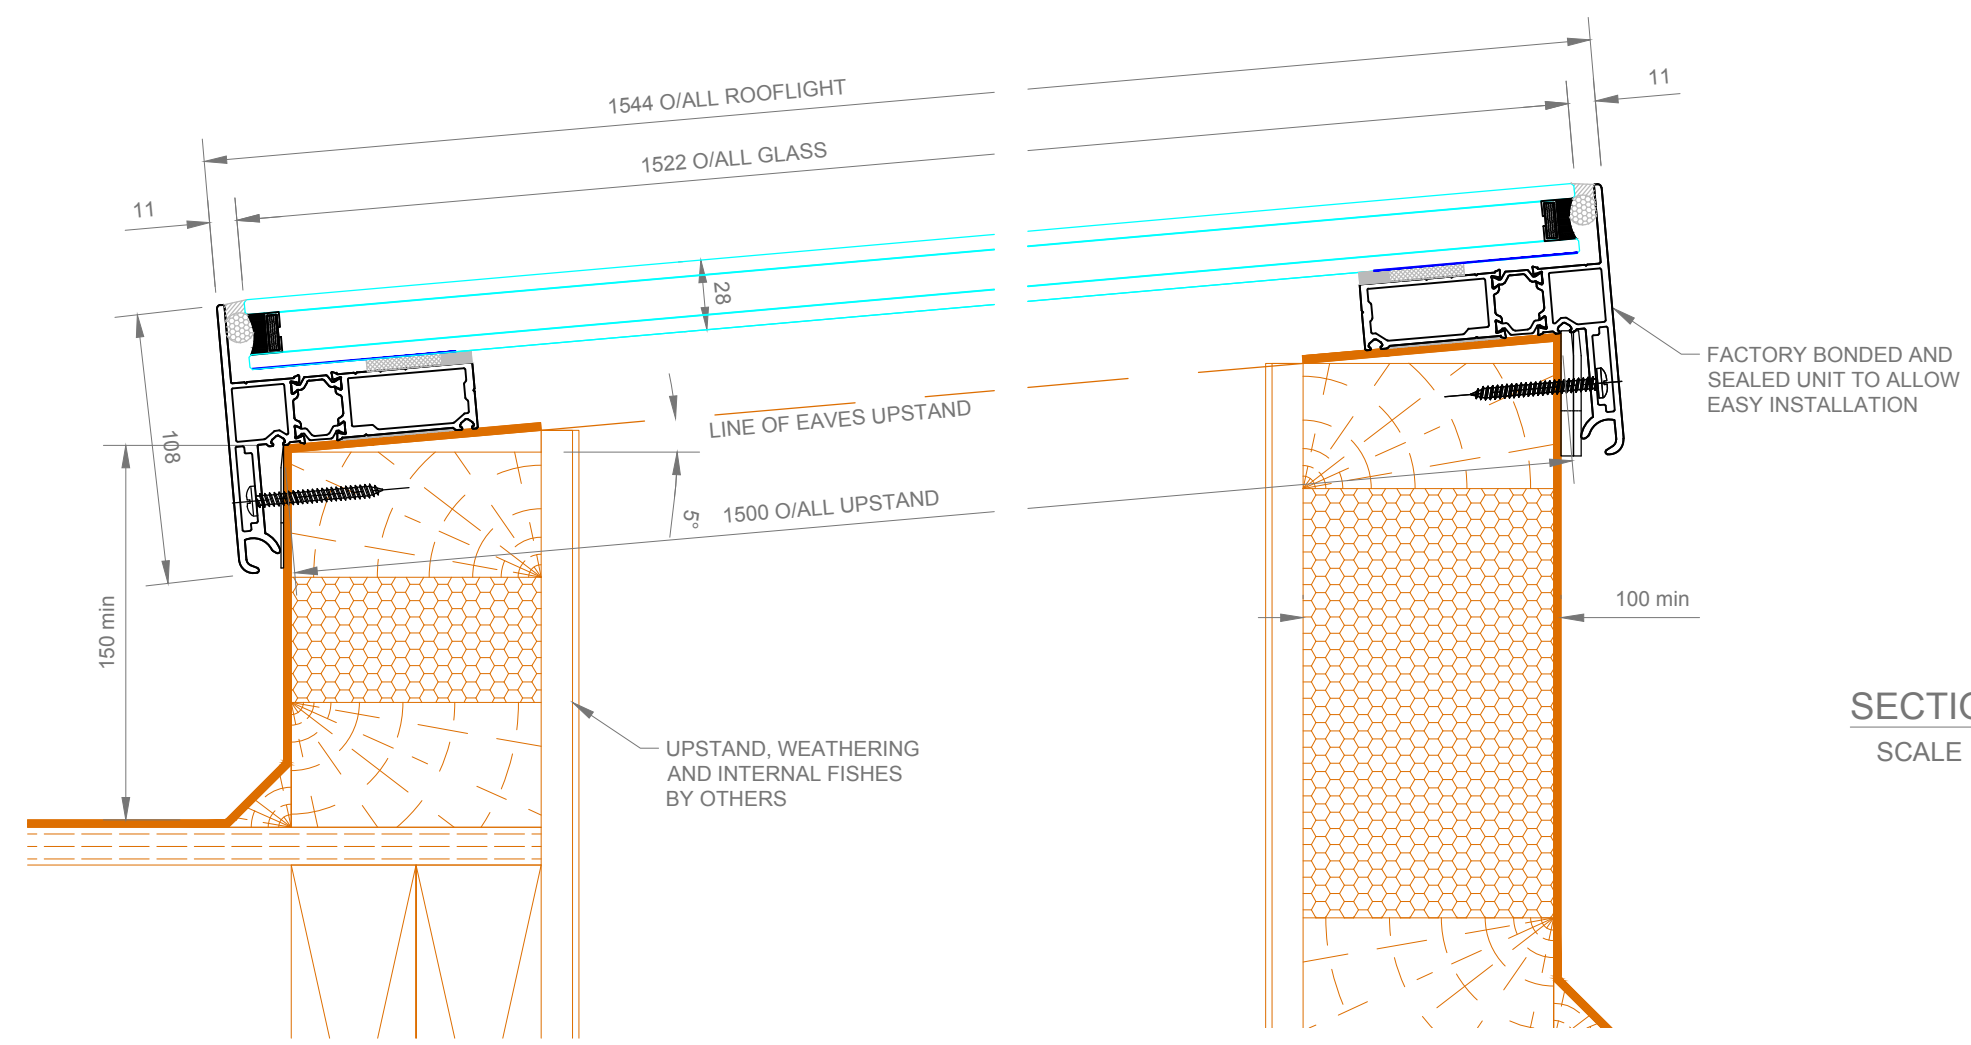 1544 O/ALL ROOFLIGHT
11
1522 O/ALL GLASS
11
28
108
LINE OF EAVES UPSTAND
FACTORY BONDED AND
SEALED UNIT TO ALLOW
EASY INSTALLATION
5°
1500 O/ALL UPSTAND
150 min
100 min
UPSTAND, WEATHERING
AND INTERNAL FISHES
BY OTHERS
SECTIO
SCALE